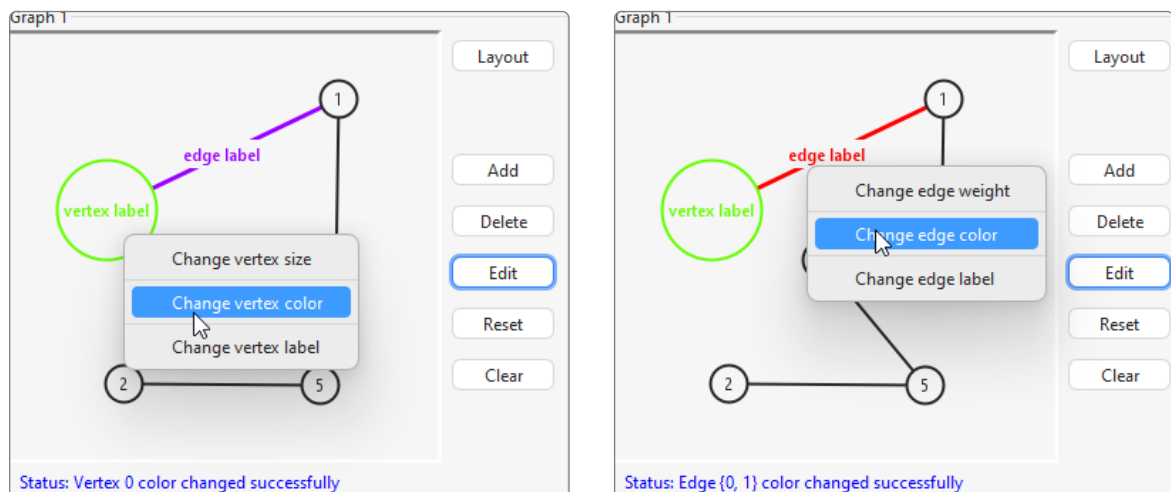 Graph 1
Layout
1
edge label
Add
vertex label
Delete
Change vertex size
Edit
Change vertex color
Reset
Change vertex label
2
5
Clear
Status: Vertex 0 color changed successfully
Graph 1
Layout
1
edge label
Add
Change edge weight
vertex label
Delete
Change edge color
Edit
Change edge label
Reset
2
5
Clear
Status: Edge {0, 1} color changed successfully